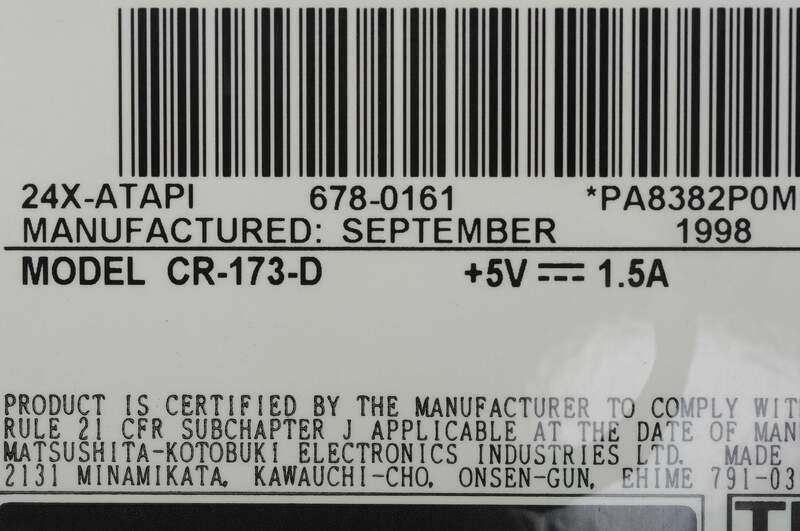 24X-ATAPI 678-0161 *PA8382P0M
MANUFACTURED: SEPTEMBER 1998
MODEL CR-173-D +5V ⎓ 1.5A
PRODUCT IS CERTIFIED BY THE MANUFACTURER TO COMPLY WIT
RULE 21 CFR SUBCHAPTER J APPLICABLE AT THE DATE OF MAN
MATSUSHITA-KOTOBUKI ELECTRONICS INDUSTRIES LTD. MADE
2131 MINAMIKATA, KAWAUCHI-CHO, ONSEN-GUN, EHIME 791-03